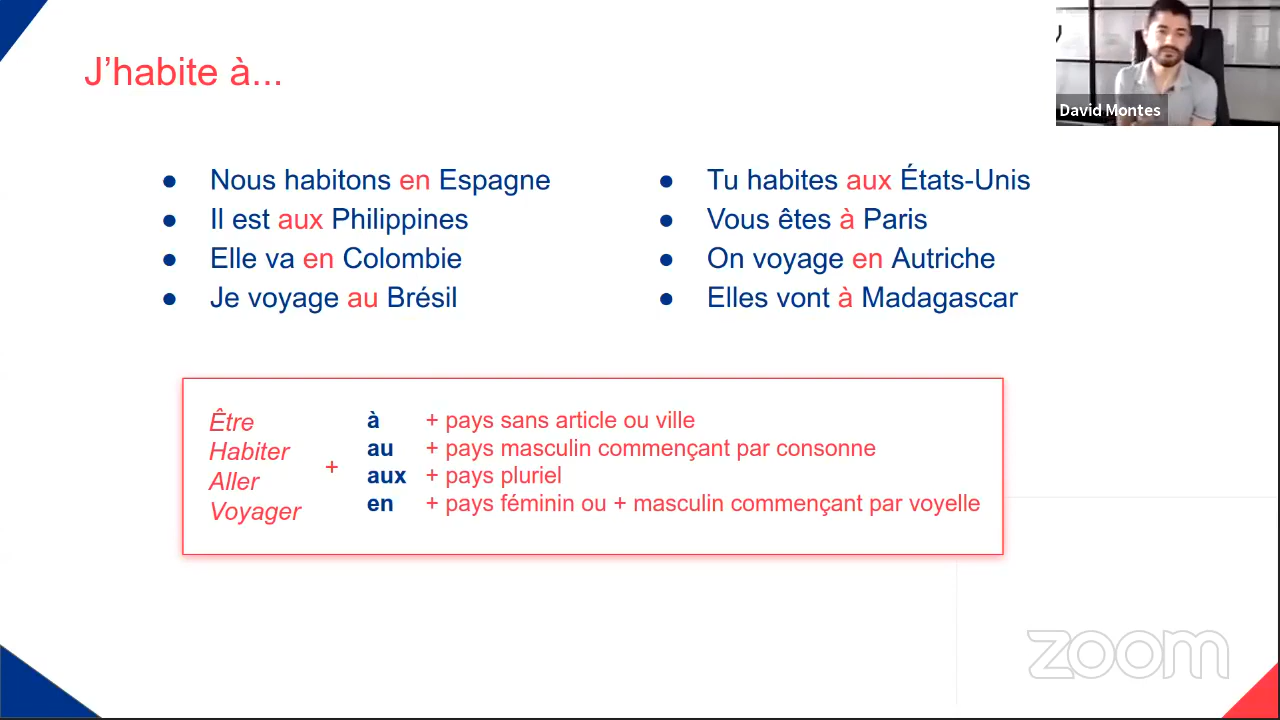 J’habite à...
David Montes
● Nous habitons en Espagne
● Il est aux Philippines
● Elle va en Colombie
● Je voyage au Brésil
● Tu habites aux États-Unis
● Vous êtes à Paris
● On voyage en Autriche
● Elles vont à Madagascar
Être
Habiter
Aller
Voyager
+
à + pays sans article ou ville
au + pays masculin commençant par consonne
aux + pays pluriel
en + pays féminin ou + masculin commençant par voyelle
zoom